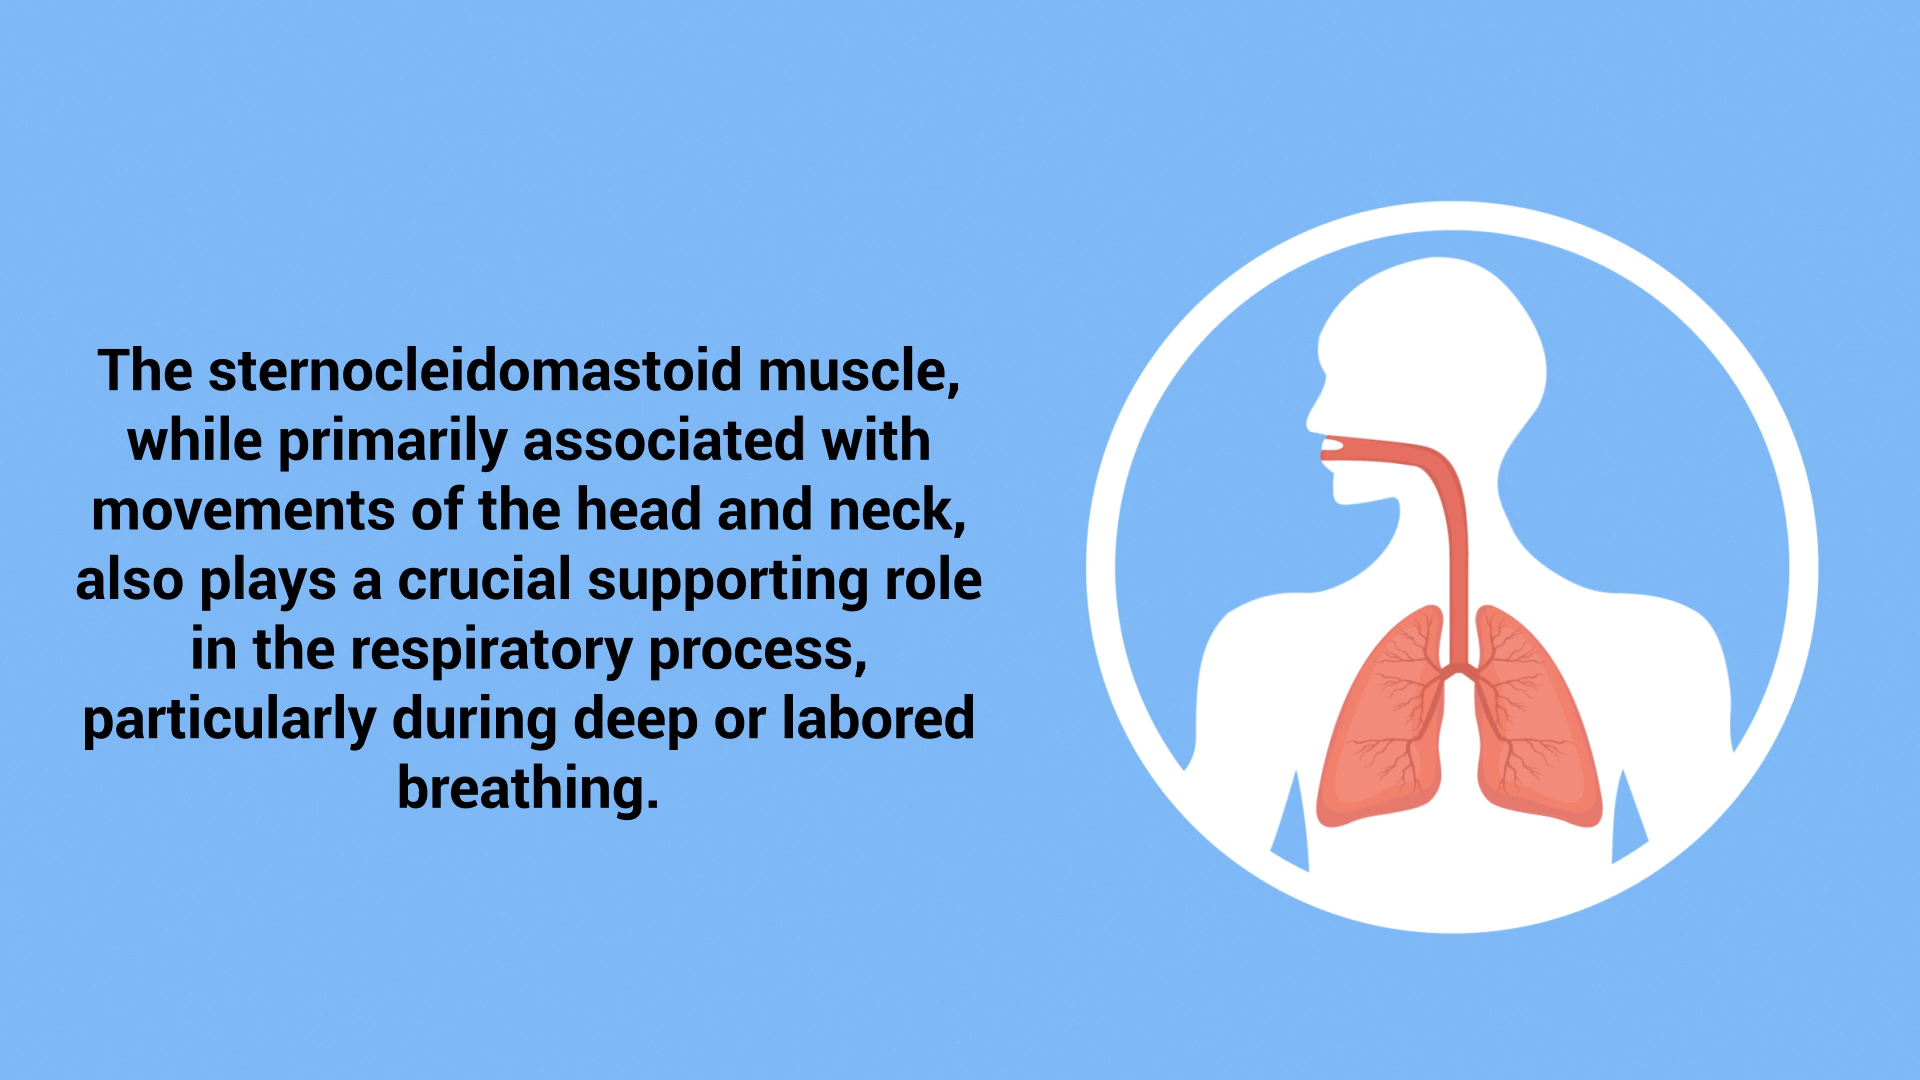 The sternocleidomastoid muscle,
while primarily associated with
movements of the head and neck,
also plays a crucial supporting role
in the respiratory process,
particularly during deep or labored
breathing.